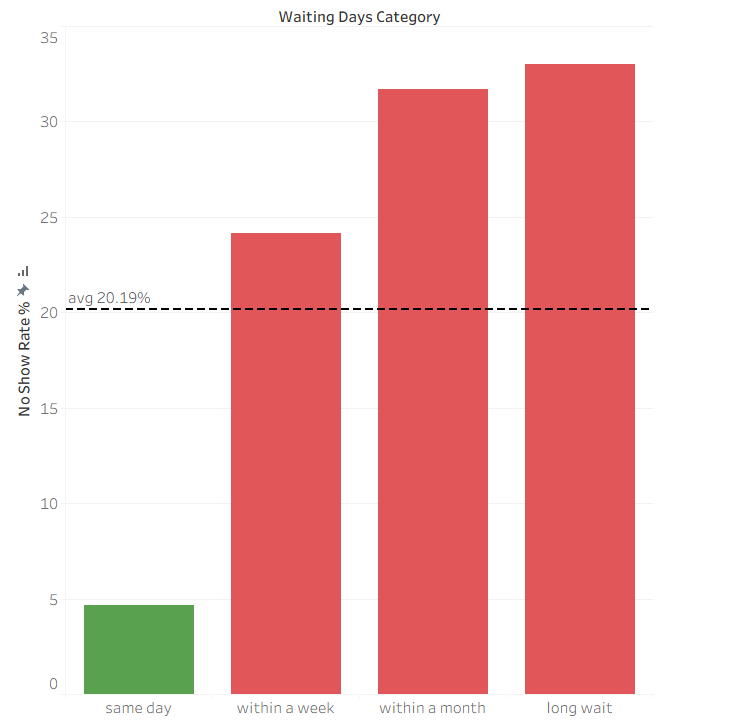 Waiting Days Category
35
30
25
avg 20.19%
20
15
10
5
0
No Show Rate %
same day
within a week
within a month
long wait